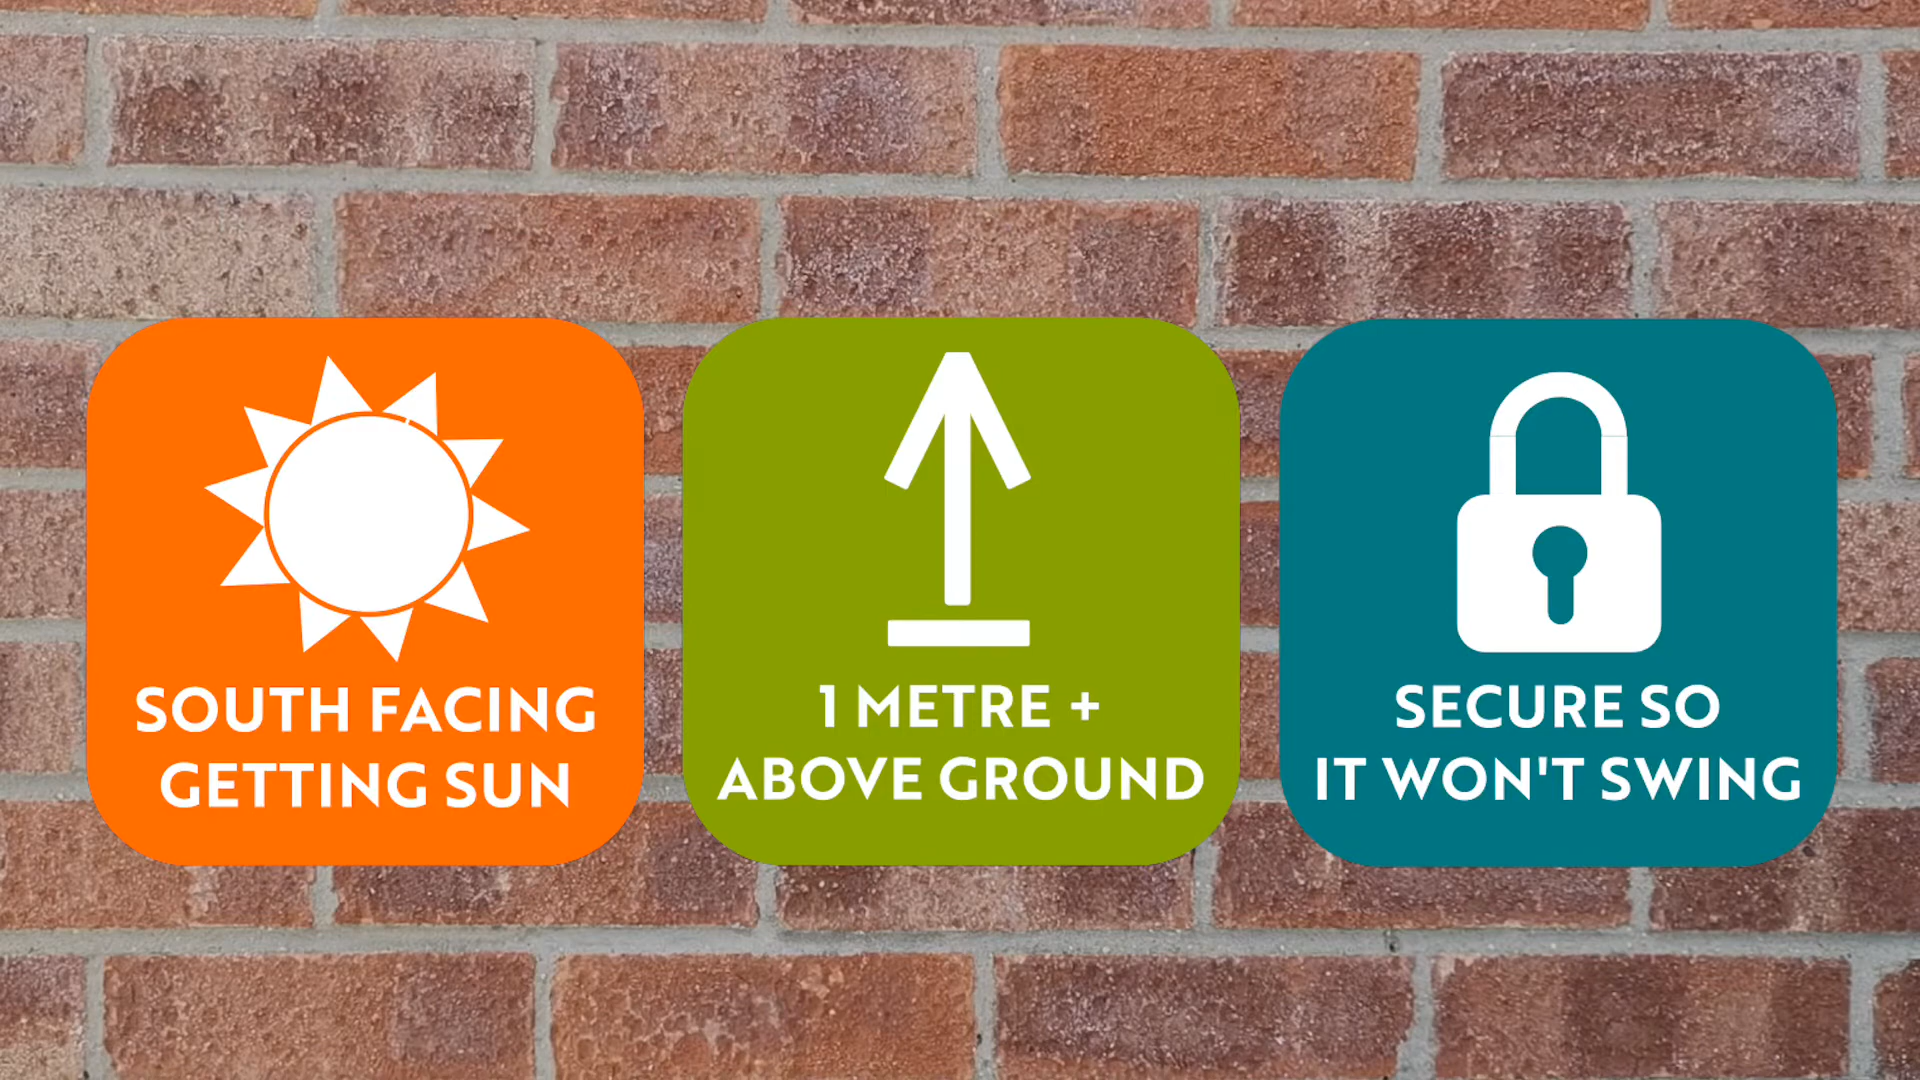 SOUTH FACING
GETTING SUN
1 METRE +
ABOVE GROUND
SECURE SO
IT WON'T SWING